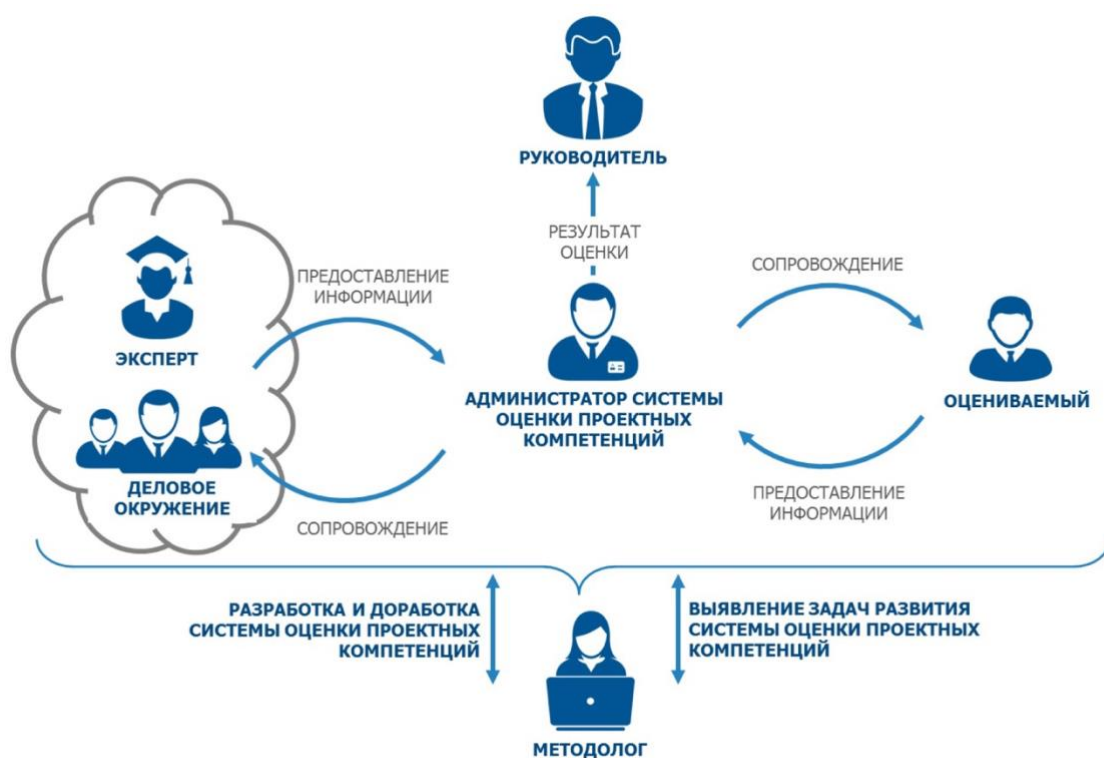 РУКОВОДИТЕЛЬ
РЕЗУЛЬТАТ
ОЦЕНКИ
ПРЕДОСТАВЛЕНИЕ
ИНФОРМАЦИИ
СОПРОВОЖДЕНИЕ
ЭКСПЕРТ
АДМИНИСТРАТОР СИСТЕМЫ
ОЦЕНКИ ПРОЕКТНЫХ
КОМПЕТЕНЦИЙ
ОЦЕНИВАЕМЫЙ
ДЕЛОВОЕ
ОКРУЖЕНИЕ
СОПРОВОЖДЕНИЕ
ПРЕДОСТАВЛЕНИЕ
ИНФОРМАЦИИ
РАЗРАБОТКА И ДОРАБОТКА
СИСТЕМЫ ОЦЕНКИ ПРОЕКТНЫХ
КОМПЕТЕНЦИЙ
ВЫЯВЛЕНИЕ ЗАДАЧ РАЗВИТИЯ
СИСТЕМЫ ОЦЕНКИ ПРОЕКТНЫХ
КОМПЕТЕНЦИЙ
МЕТОДОЛОГ